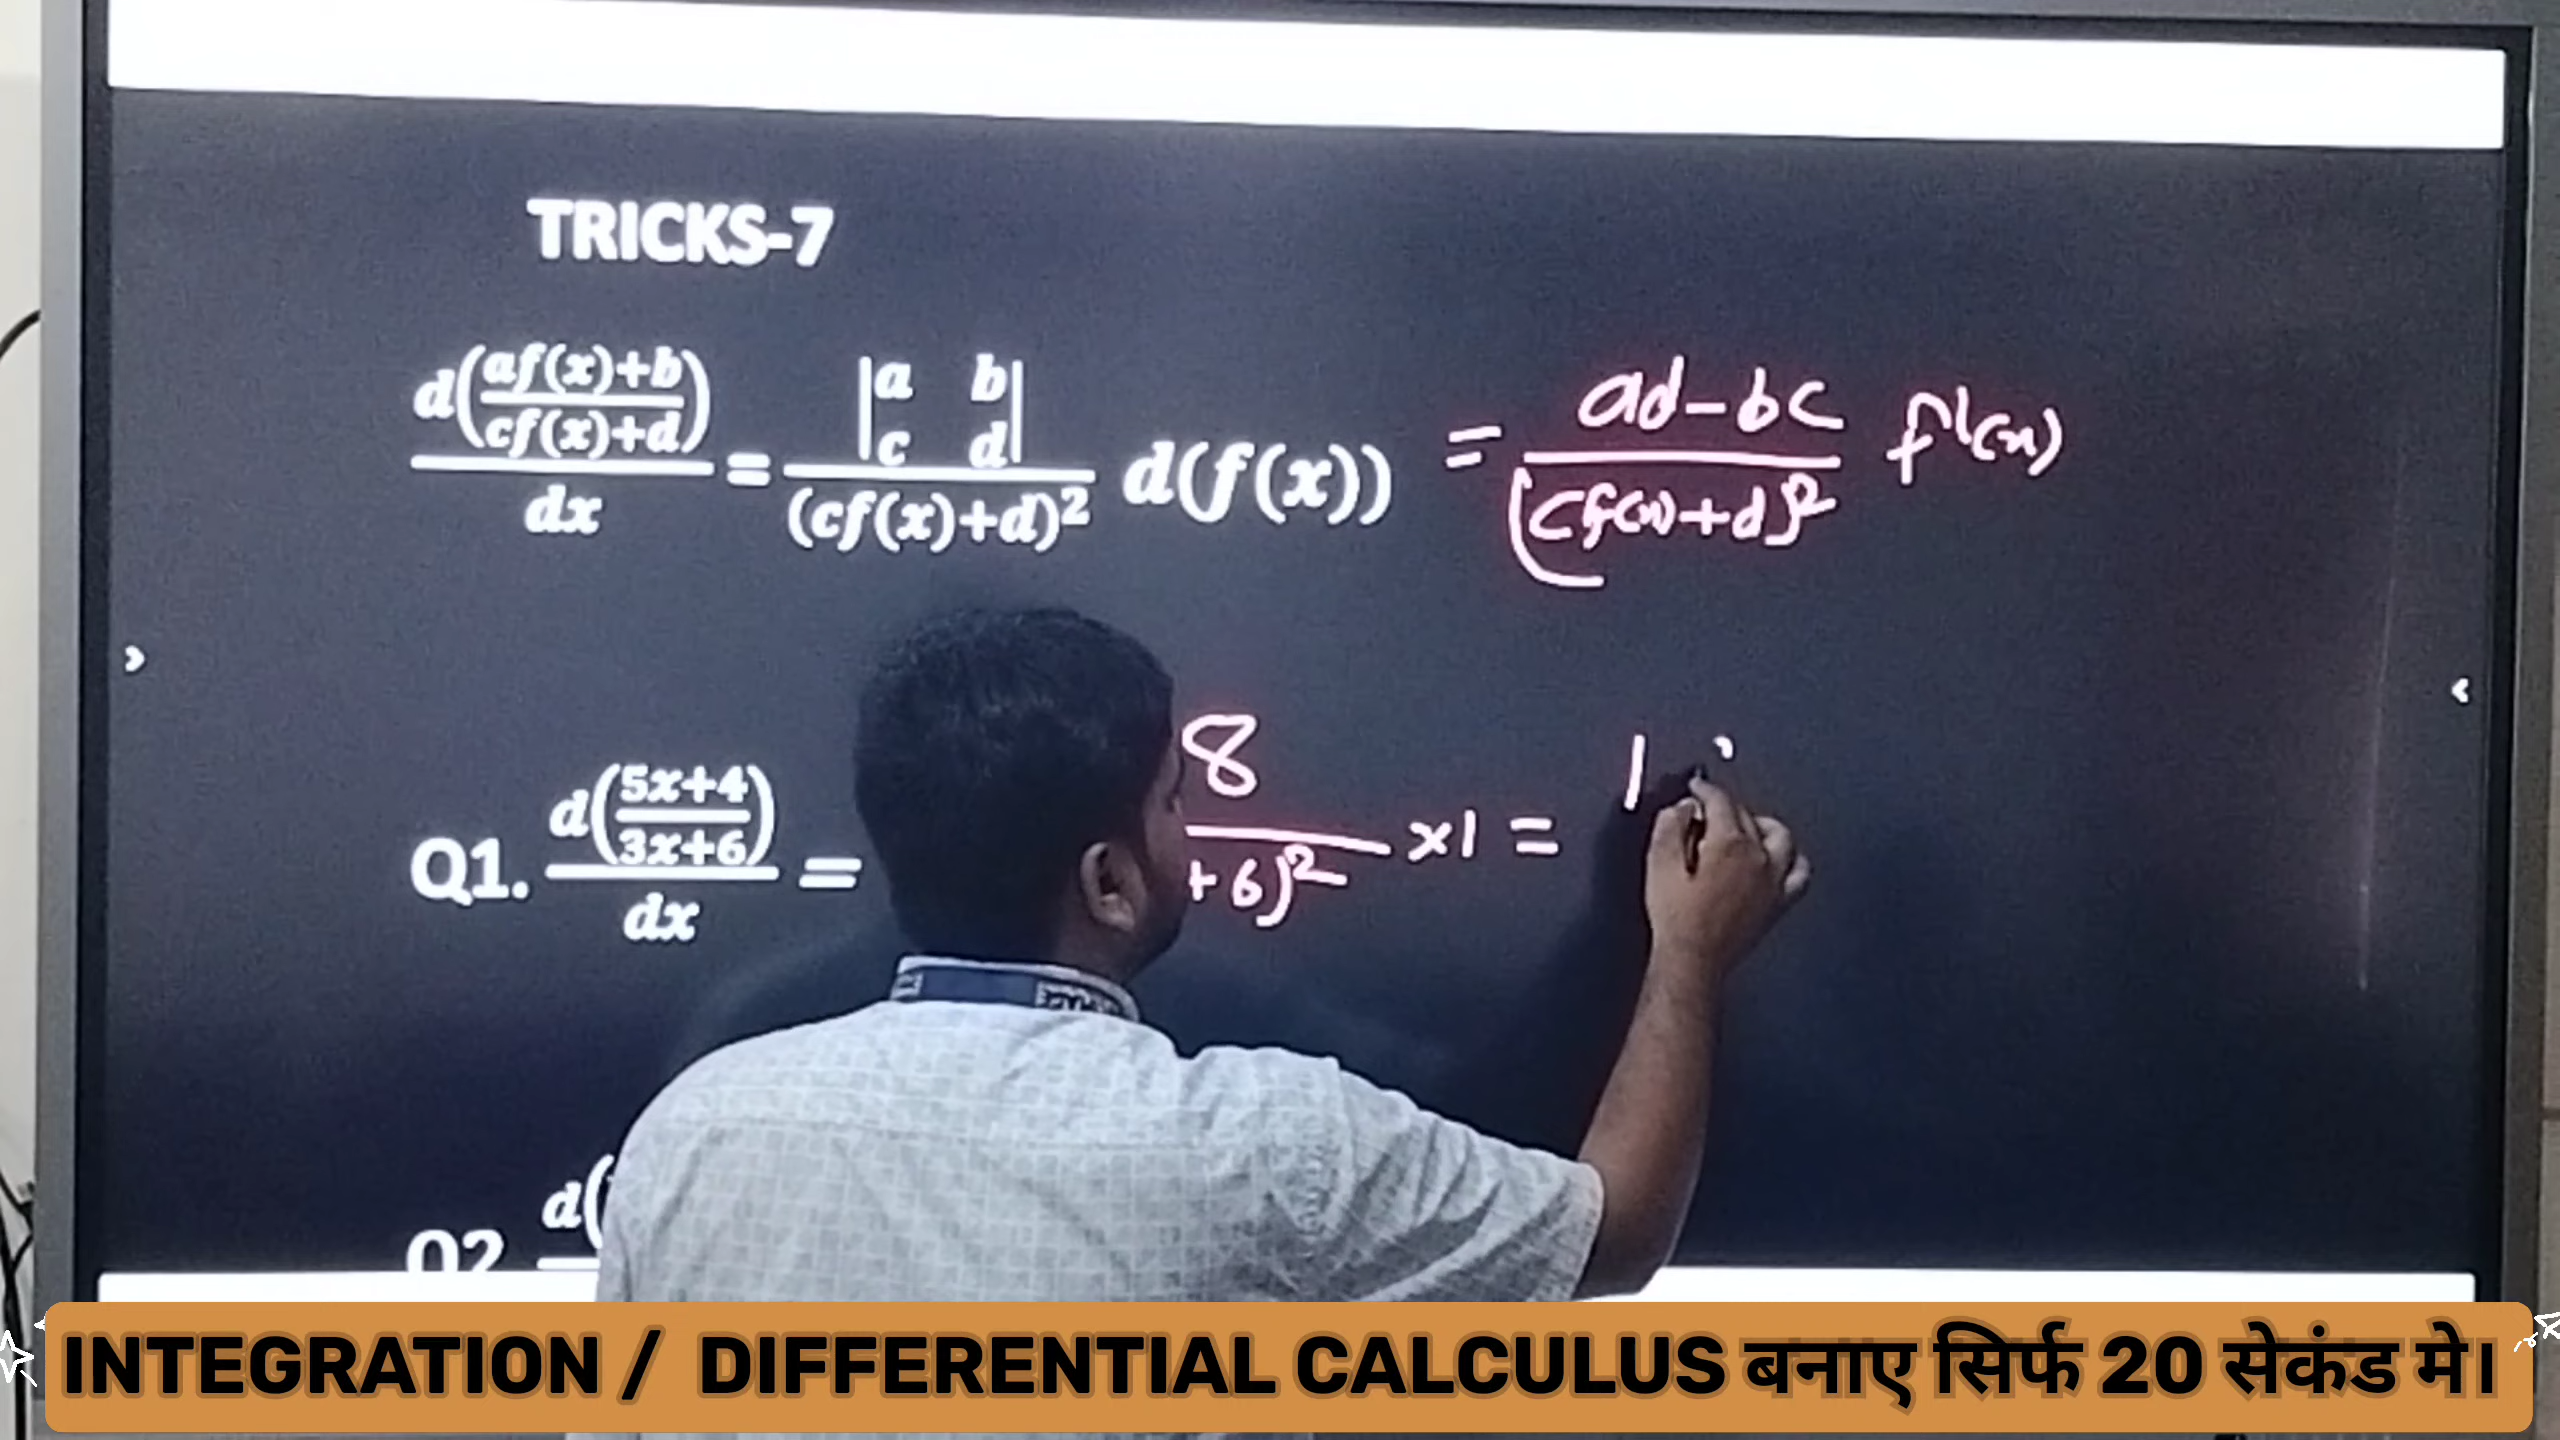 TRICKS-7
d(af(x)+b / cf(x)+d) / dx = |a b; c d| / (cf(x)+d)² d(f(x)) = ad-bc / (cf(x)+d)² f'(x)
Q1. d(5x+4 / 3x+6) / dx = 8 / +6)² ×1 = 1
Q2 d(
INTEGRATION / DIFFERENTIAL CALCULUS बनाए सिर्फ 20 सेकंड मे।